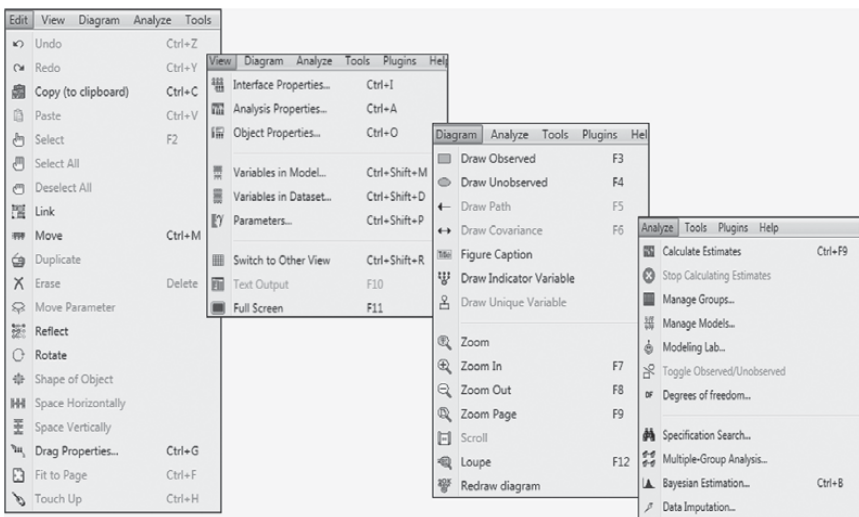 Edit View Diagram Analyze Tools
Undo Ctrl+Z
Redo Ctrl+Y
Copy (to clipboard) Ctrl+C
Paste Ctrl+V
Select F2
Select All
Deselect All
Link
Move Ctrl+M
Duplicate
Erase Delete
Move Parameter
Reflect
Rotate
Shape of Object
Space Horizontally
Space Vertically
Drag Properties... Ctrl+G
Fit to Page Ctrl+F
Touch Up Ctrl+H
View Diagram Analyze Tools Plugins Help
Interface Properties... Ctrl+I
Analysis Properties... Ctrl+A
Object Properties... Ctrl+O
Variables in Model... Ctrl+Shift+M
Variables in Dataset... Ctrl+Shift+D
Parameters... Ctrl+Shift+P
Switch to Other View Ctrl+Shift+R
Text Output F10
Full Screen F11
Diagram Analyze Tools Plugins Hel
Draw Observed F3
Draw Unobserved F4
Draw Path F5
Draw Covariance F6
Title Figure Caption
Draw Indicator Variable
Draw Unique Variable
Zoom
Zoom In F7
Zoom Out F8
Zoom Page F9
Scroll
Loupe F12
Redraw diagram
Analyze Tools Plugins Help
Calculate Estimates Ctrl+F9
Stop Calculating Estimates
Manage Groups...
Manage Models...
Modeling Lab...
Toggle Observed/Unobserved
DF Degrees of freedom...
Specification Search...
Multiple-Group Analysis...
Bayesian Estimation... Ctrl+B
Data Imputation...